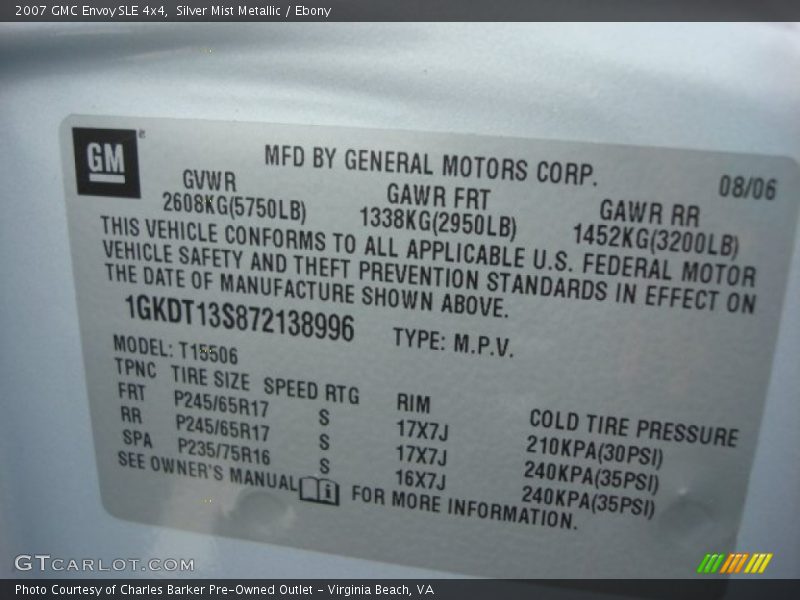 2007 GMC Envoy SLE 4x4, Silver Mist Metallic / Ebony
GM
MFD BY GENERAL MOTORS CORP.
08/06
GVWR GAWR FRT GAWR RR
2608KG(5750LB) 1338KG(2950LB) 1452KG(3200LB)
THIS VEHICLE CONFORMS TO ALL APPLICABLE U.S. FEDERAL MOTOR
VEHICLE SAFETY AND THEFT PREVENTION STANDARDS IN EFFECT ON
THE DATE OF MANUFACTURE SHOWN ABOVE.
1GKDT13S872138996 TYPE: M.P.V.
MODEL: T15506
TPNC TIRE SIZE SPEED RTG RIM COLD TIRE PRESSURE
FRT P245/65R17 S 17X7J 210KPA(30PSI)
RR P245/65R17 S 17X7J 240KPA(35PSI)
SPA P235/75R16 S 16X7J 240KPA(35PSI)
SEE OWNER'S MANUAL FOR MORE INFORMATION.
GTCARLOT.COM
Photo Courtesy of Charles Barker Pre-Owned Outlet - Virginia Beach, VA